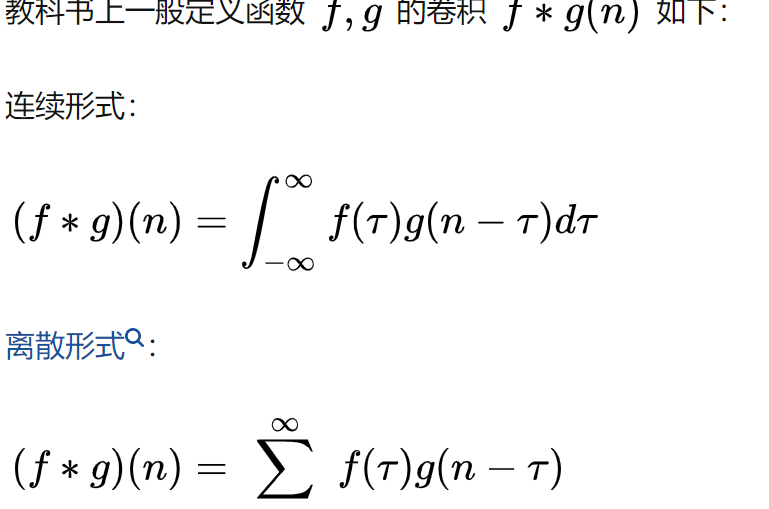 教科书上一般定义函数 f, g 的卷积 f * g(n) 如下：
连续形式：
(f * g)(n) = ∫_{-∞}^{∞} f(τ)g(n − τ)dτ
离散形式：
(f * g)(n) = ∑^{∞} f(τ)g(n − τ)